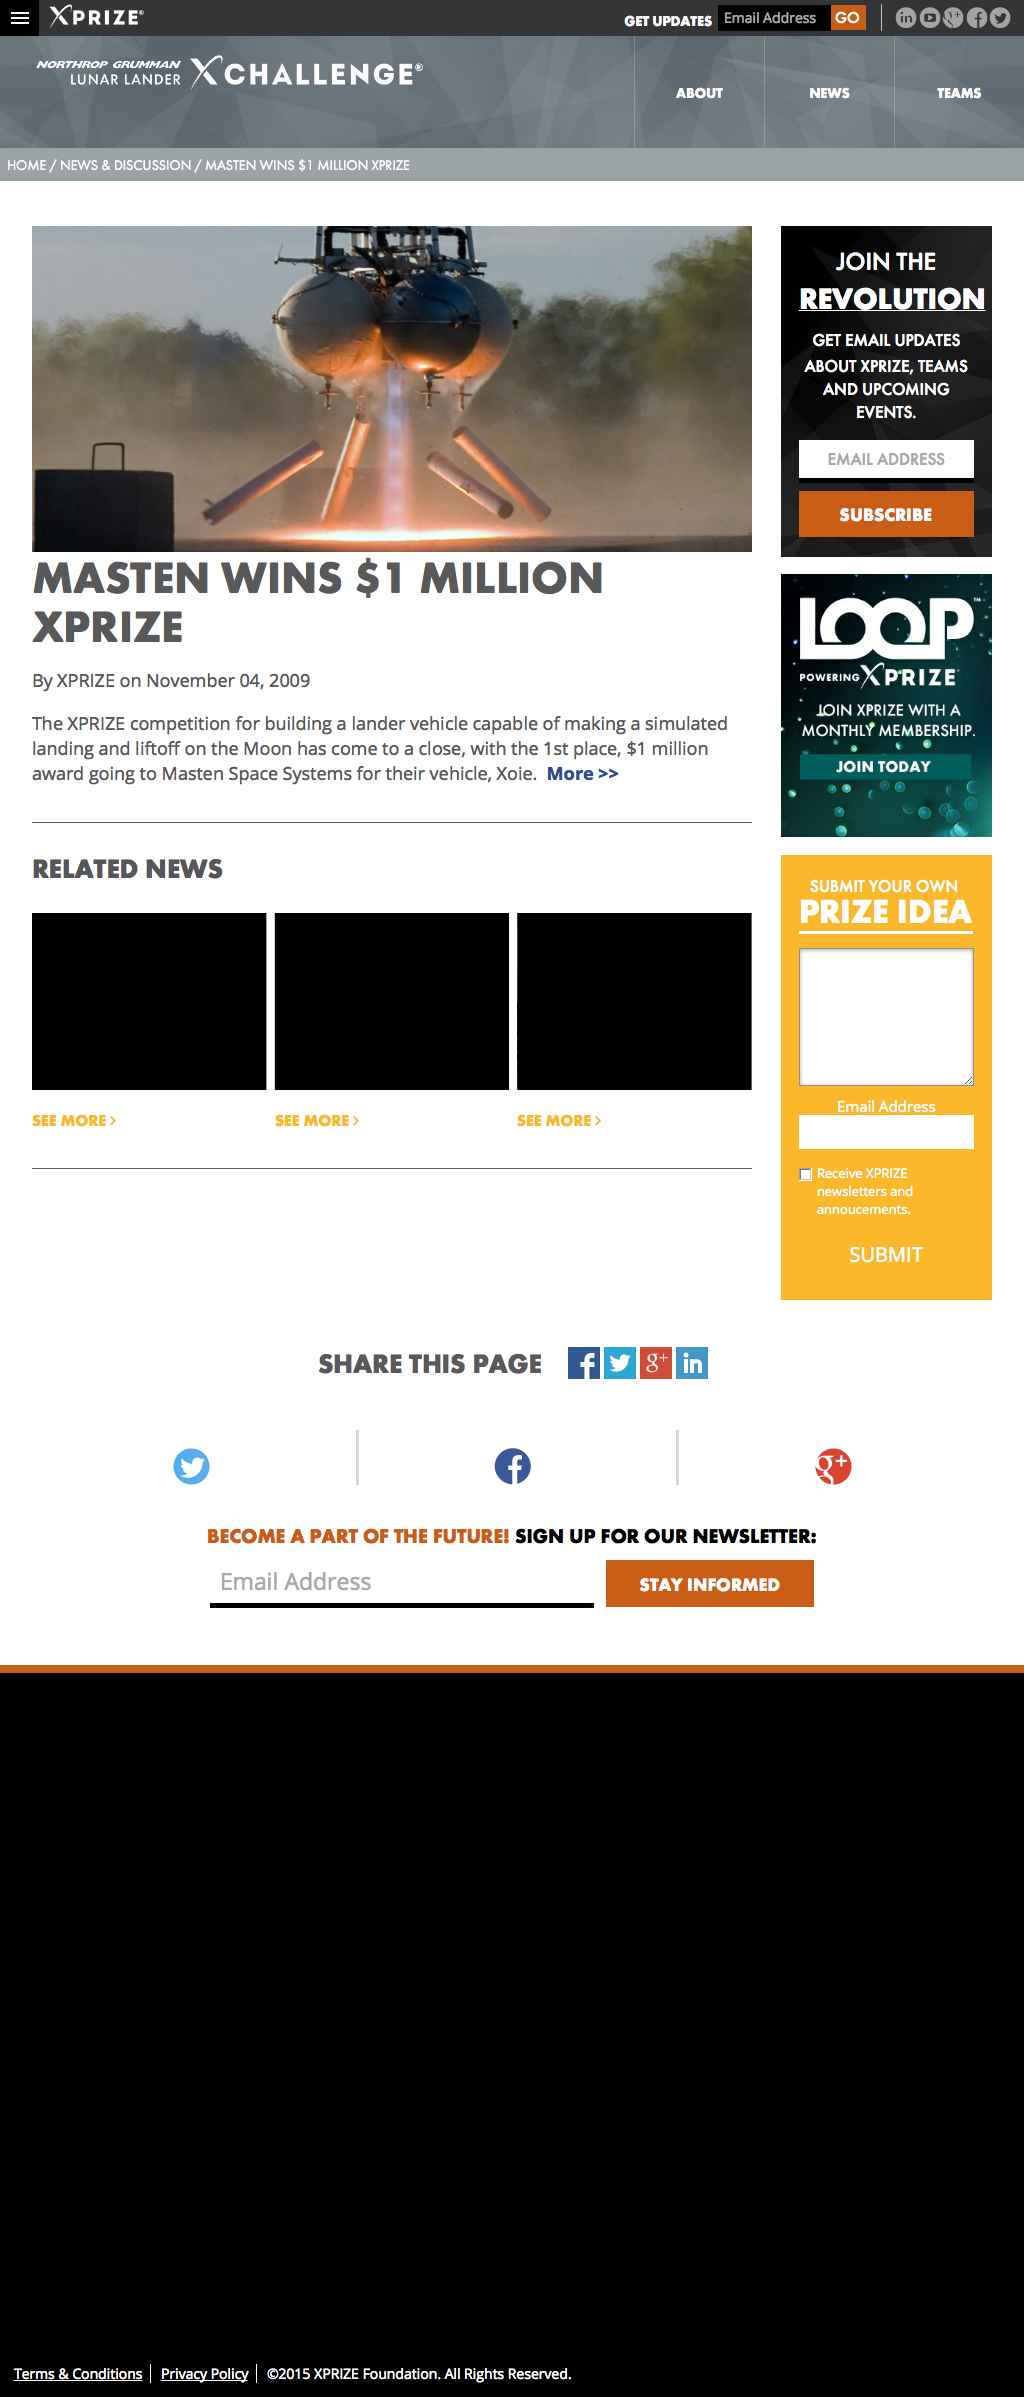 XPRIZE®
GET UPDATES
Email Address
GO
NORTHROP GRUMMAN
LUNAR LANDER
XCHALLENGE®
ABOUT
NEWS
TEAMS
HOME / NEWS & DISCUSSION / MASTEN WINS $1 MILLION XPRIZE
MASTEN WINS $1 MILLION
XPRIZE
By XPRIZE on November 04, 2009
The XPRIZE competition for building a lander vehicle capable of making a simulated
landing and liftoff on the Moon has come to a close, with the 1st place, $1 million
award going to Masten Space Systems for their vehicle, Xoie. More >>
RELATED NEWS
SEE MORE >
SEE MORE >
SEE MORE >
JOIN THE
REVOLUTION
GET EMAIL UPDATES
ABOUT XPRIZE, TEAMS
AND UPCOMING
EVENTS.
EMAIL ADDRESS
SUBSCRIBE
LOOP™
POWERING XPRIZE
JOIN XPRIZE WITH A
MONTHLY MEMBERSHIP.
JOIN TODAY
SUBMIT YOUR OWN
PRIZE IDEA
Email Address
Receive XPRIZE
newsletters and
annoucements.
SUBMIT
SHARE THIS PAGE
BECOME A PART OF THE FUTURE! SIGN UP FOR OUR NEWSLETTER:
Email Address
STAY INFORMED
Terms & Conditions | Privacy Policy | ©2015 XPRIZE Foundation. All Rights Reserved.